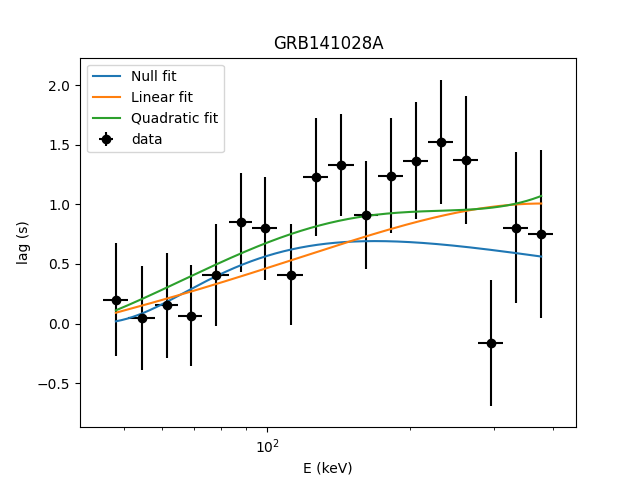 GRB141028A
Null fit
Linear fit
Quadratic fit
data
2.0
1.5
1.0
0.5
0.0
−0.5
lag (s)
10²
E (keV)